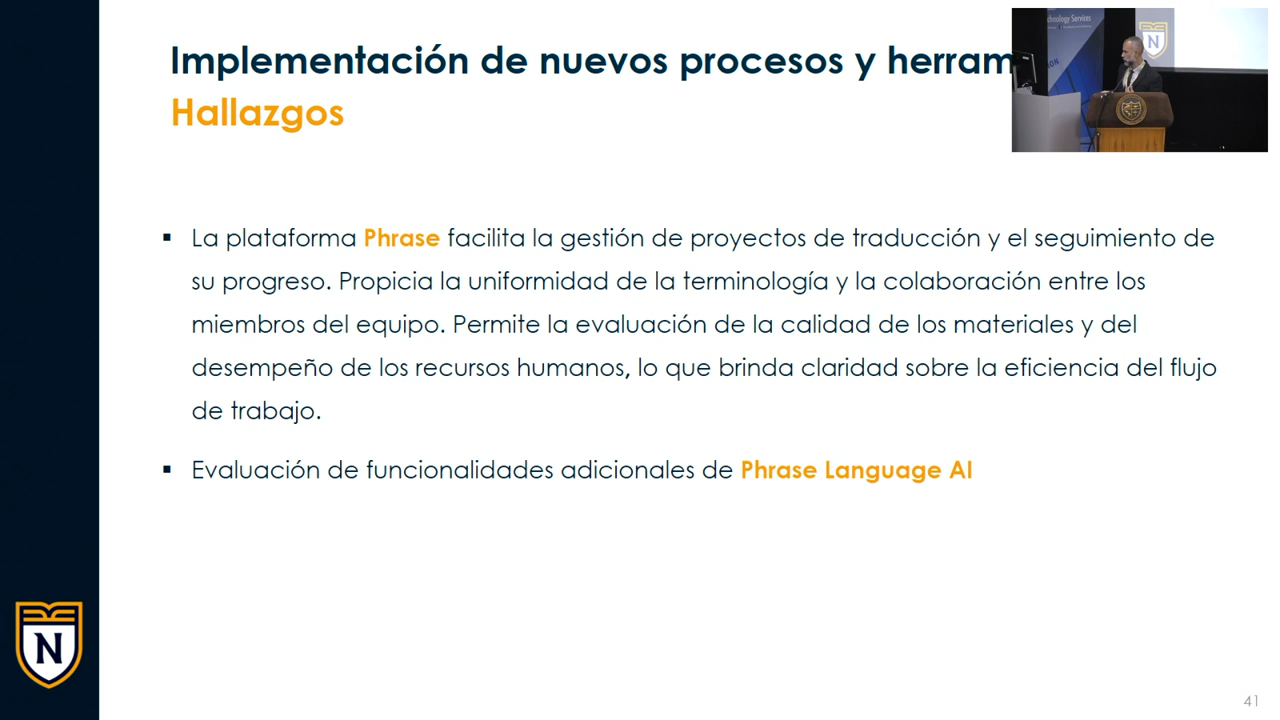 Implementación de nuevos procesos y
Hallazgos
chnology Services
N
▪ La plataforma Phrase facilita la gestión de proyectos de traducción y el seguimiento de
su progreso. Propicia la uniformidad de la terminología y la colaboración entre los
miembros del equipo. Permite la evaluación de la calidad de los materiales y del
desempeño de los recursos humanos, lo que brinda claridad sobre la eficiencia del flujo
de trabajo.
▪ Evaluación de funcionalidades adicionales de Phrase Language AI
N
41